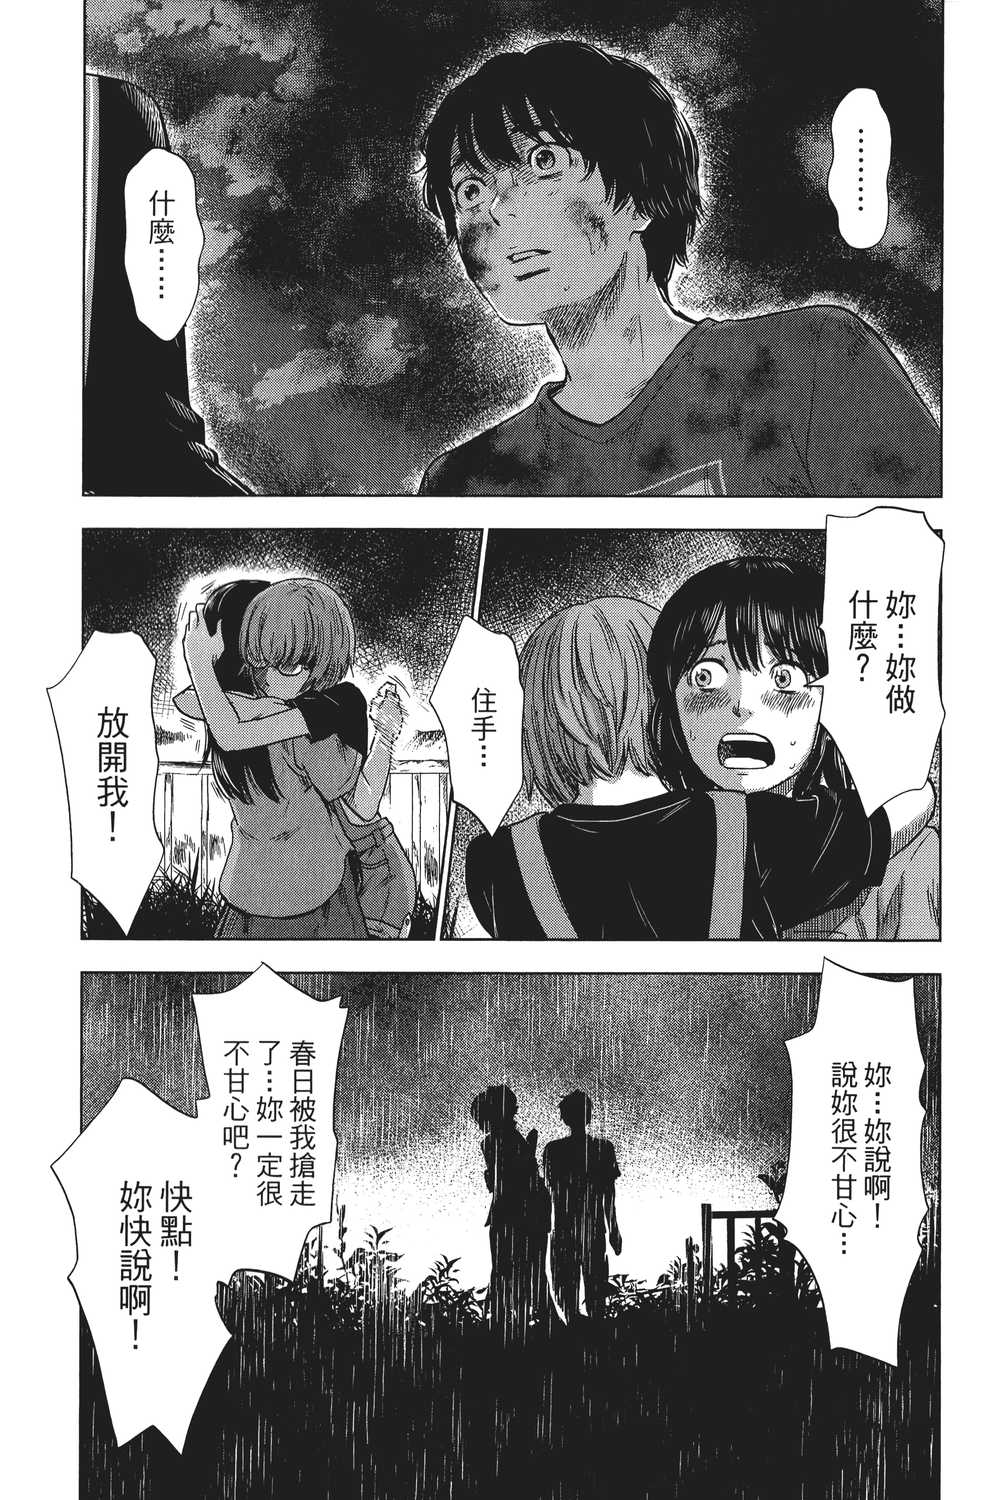 ………
什麼……
妳…妳做
什麼？
住手…
放開我！
妳…妳說啊！
說妳很不甘心…
春日被我搶走
了…妳一定很
不甘心吧？
快點！
妳快說啊！